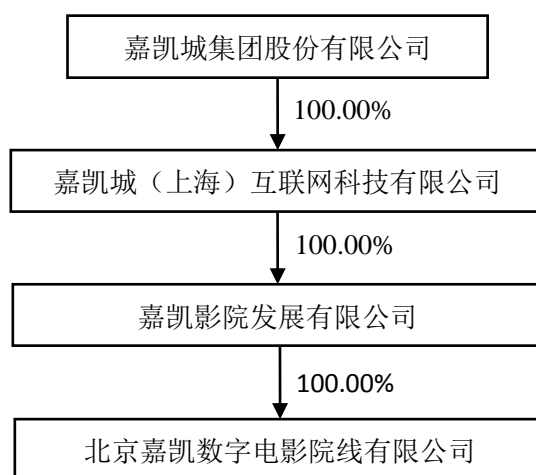 嘉凯城集团股份有限公司
100.00%
嘉凯城（上海）互联网科技有限公司
100.00%
嘉凯影院发展有限公司
100.00%
北京嘉凯数字电影院线有限公司